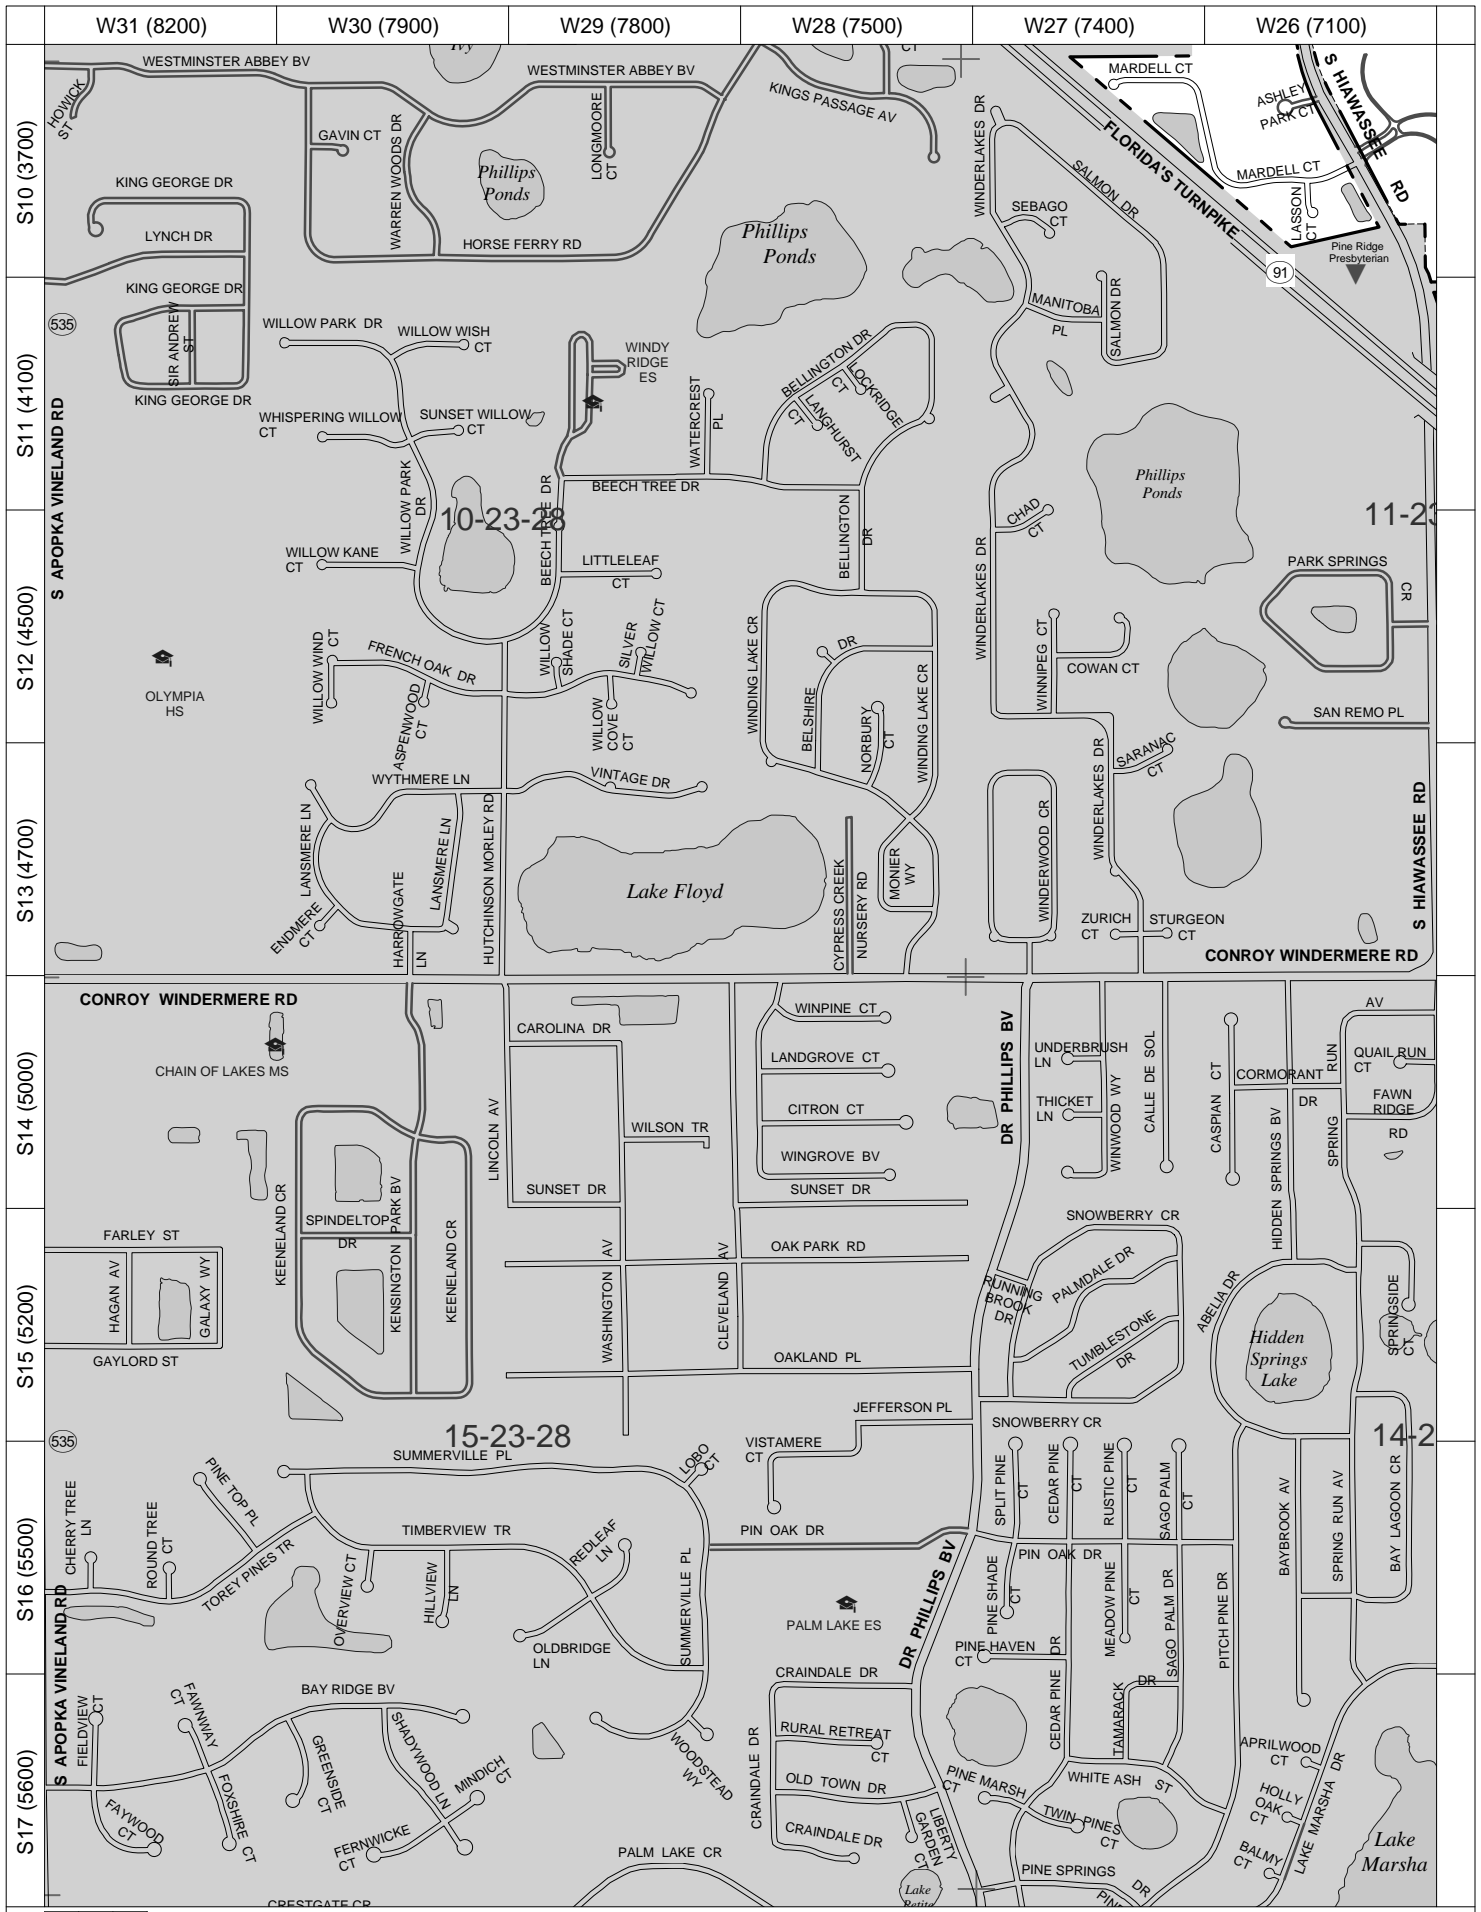 W31 (8200) W30 (7900) W29 (7800) W28 (7500) W27 (7400) W26 (7100)
S10 (3700)
S11 (4100)
S12 (4500)
S13 (4700)
S14 (5000)
S15 (5200)
S16 (5500)
S17 (5600)
WESTMINSTER ABBEY BV
Ivy
WESTMINSTER ABBEY BV
CT
KINGS PASSAGE AV
MARDELL CT
S HIAWASSEE RD
ASHLEY
PARK CT
HOWICK
ST
GAVIN CT
WARREN WOODS DR
LONGMOORE
CT
Phillips
Ponds
WINDERLAKES DR
FLORIDA'S TURNPIKE
SALMON DR
MARDELL CT
LASSON
CT
KING GEORGE DR
SEBAGO
CT
LYNCH DR
HORSE FERRY RD
Phillips
Ponds
Pine Ridge
Presbyterian
91
KING GEORGE DR
MANITOBA
PL
SALMON DR
535
SIR ANDREW
ST
KING GEORGE DR
WILLOW PARK DR
WILLOW WISH
CT
WINDY
RIDGE
ES
BELLINGTON DR
LOCKRIDGE
CT
LANGHURST
CT
S APOPKA VINELAND RD
WHISPERING WILLOW
CT
SUNSET WILLOW
CT
WATERCREST
PL
WILLOW PARK
DR
BEECH TREE DR
BEECH TREE DR
Phillips
Ponds
10-23-28
11-23
BELLINGTON
DR
CHAD
CT
WILLOW KANE
CT
LITTLELEAF
CT
WINDERLAKES DR
PARK SPRINGS
CR
OLYMPIA
HS
WILLOW WIND
CT
FRENCH OAK DR
WILLOW
SHADE CT
SILVER
WILLOW CT
ASPENWOOD
CT
WILLOW
COVE
CT
WINDING LAKE CR
DR
BELSHIRE
NORBURY
CT
WINDING LAKE CR
WINNIPEG CT
COWAN CT
SAN REMO PL
WYTHMERE LN
VINTAGE DR
WINDERLAKES DR
SARANAC
CT
LANSMERE LN
LANSMERE LN
HUTCHINSON MORLEY RD
Lake Floyd
CYPRESS CREEK
NURSERY RD
MONIER
WY
WINDERWOOD CR
S HIAWASSEE RD
ENDMERE
CT
HARROWGATE
LN
ZURICH
CT
STURGEON
CT
CONROY WINDERMERE RD
CONROY WINDERMERE RD
CHAIN OF LAKES MS
CAROLINA DR
WINPINE CT
DR PHILLIPS BV
UNDERBRUSH
LN
CALLE DE SOL
CASPIAN CT
AV
RUN
QUAIL RUN
CT
LANDGROVE CT
CORMORANT
DR
CITRON CT
THICKET
LN
WINWOOD WY
FAWN
RIDGE
RD
LINCOLN AV
WILSON TR
WINGROVE BV
HIDDEN SPRINGS BV
SPRING
KEENELAND CR
KENSINGTON PARK BV
SUNSET DR
SUNSET DR
SPINDELTOP
DR
KEENELAND CR
SNOWBERRY CR
FARLEY ST
WASHINGTON AV
CLEVELAND AV
OAK PARK RD
HAGAN AV
GALAXY WY
RUNNING
BROOK
DR
PALMDALE DR
ABELIA DR
TUMBLESTONE
DR
Hidden
Springs
Lake
SPRINGSIDE
CT
GAYLORD ST
OAKLAND PL
JEFFERSON PL
SNOWBERRY CR
535
15-23-28
14-2
VISTAMERE
CT
SUMMERVILLE PL
LOBO
CT
CHERRY TREE
LN
ROUND TREE
CT
PINE TOP PL
TIMBERVIEW TR
REDLEAF
LN
PIN OAK DR
SPLIT PINE
CT
CEDAR PINE
CT
RUSTIC PINE
CT
SAGO PALM
CT
BAYBROOK AV
SPRING RUN AV
BAY LAGOON CR
PIN OAK DR
TOREY PINES TR
OVERVIEW CT
HILLVIEW
LN
OLDBRIDGE
LN
SUMMERVILLE PL
PALM LAKE ES
DR PHILLIPS BV
PINE SHADE
CT
MEADOW PINE
CT
SAGO PALM DR
PITCH PINE DR
PINE HAVEN
CT
S APOPKA VINELAND RD
FIELDVIEW
CT
FAWNWAY
CT
BAY RIDGE BV
CRAINDALE DR
CEDAR PINE DR
TAMARACK
DR
GREENSIDE
CT
SHADYWOOD LN
WOODSTEAD
WY
CRAINDALE DR
RURAL RETREAT
CT
APRILWOOD
CT
FOXSHIRE CT
MINDICH
CT
OLD TOWN DR
PINE MARSH
CT
WHITE ASH ST
HOLLY
OAK
CT
LAKE MARSHA DR
FAYWOOD
CT
FERNWICKE
CT
CRAINDALE DR
LIBERTY
GARDEN
CT
TWIN PINES
CT
BALMY
CT
Lake
Marsha
PALM LAKE CR
PINE SPRINGS
DR
Lake
Petite
CRESTGATE CR
PIN